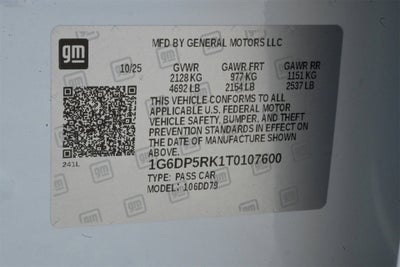 gm
MFD BY GENERAL MOTORS LLC
10/25 GVWR GAWR FRT GAWR RR
2128 KG 977 KG 1151 KG
4692 LB 2154 LB 2537 LB
THIS VEHICLE CONFORMS TO ALL
APPLICABLE U.S. FEDERAL MOTOR
VEHICLE SAFETY, BUMPER, AND THEFT
PREVENTION STANDARDS IN EFFECT ON
THE DATE OF MANUFACTURE SHOWN
ABOVE.
241L
1G6DP5RK1T0107600
TYPE: PASS CAR
MODEL: 106DD79